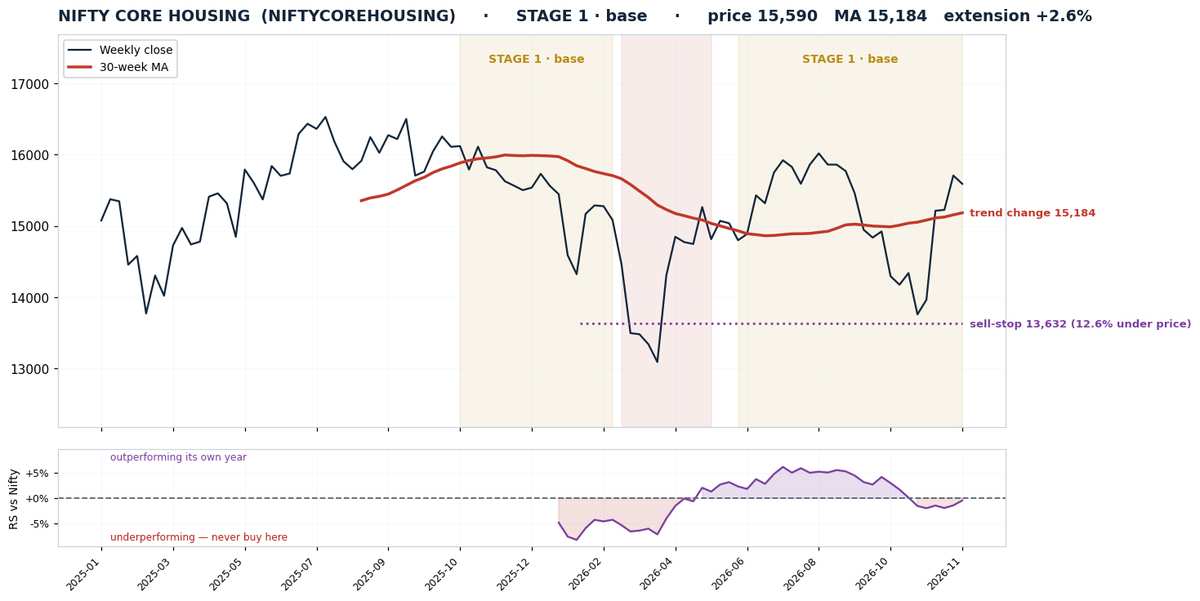 NIFTY CORE HOUSING (NIFTYCOREHOUSING) · STAGE 1 · base · price 15,590 MA 15,184 extension +2.6%
Weekly close
30-week MA
STAGE 1 · base
STAGE 1 · base
17000
16000
15000
14000
13000
trend change 15,184
sell-stop 13,632 (12.6% under price)
RS vs Nifty
outperforming its own year
+5%
+0%
-5%
underperforming — never buy here
2025-01
2025-03
2025-05
2025-07
2025-09
2025-10
2025-12
2026-02
2026-04
2026-06
2026-08
2026-10
2026-11